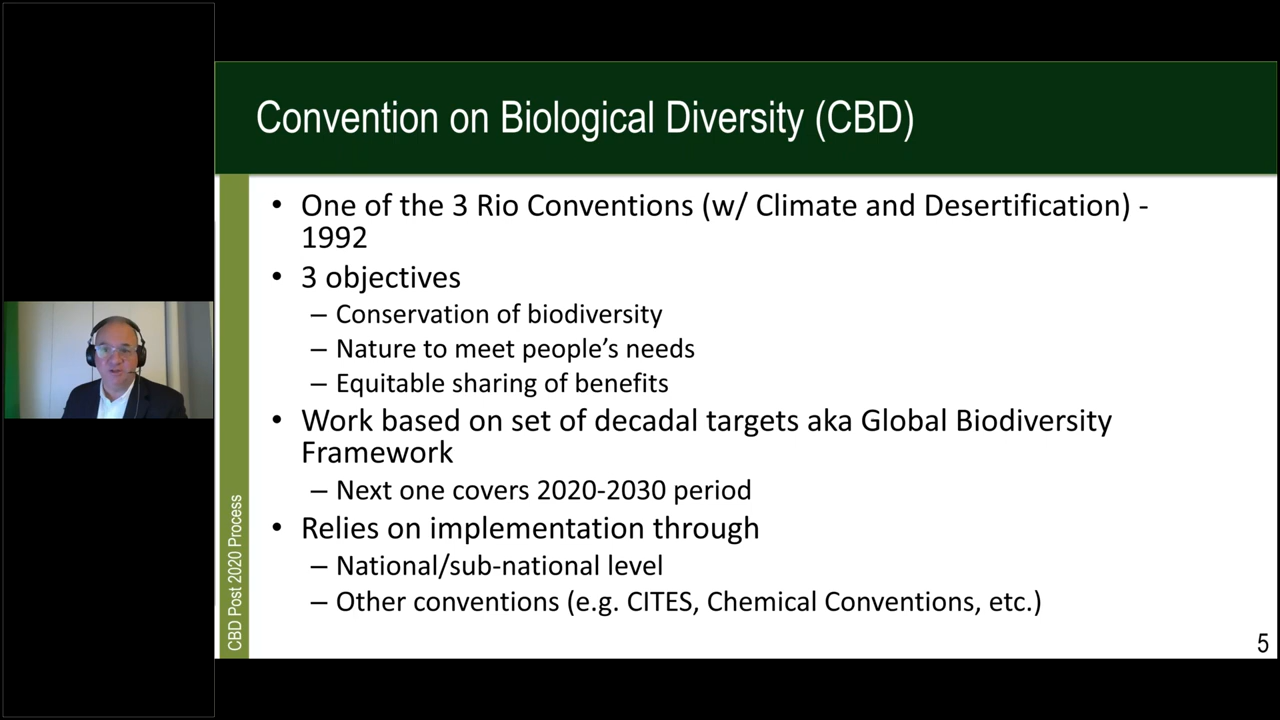 Convention on Biological Diversity (CBD)
• One of the 3 Rio Conventions (w/ Climate and Desertification) -
1992
• 3 objectives
– Conservation of biodiversity
– Nature to meet people's needs
– Equitable sharing of benefits
• Work based on set of decadal targets aka Global Biodiversity
Framework
– Next one covers 2020-2030 period
• Relies on implementation through
– National/sub-national level
– Other conventions (e.g. CITES, Chemical Conventions, etc.)
CBD Post 2020 Process
5